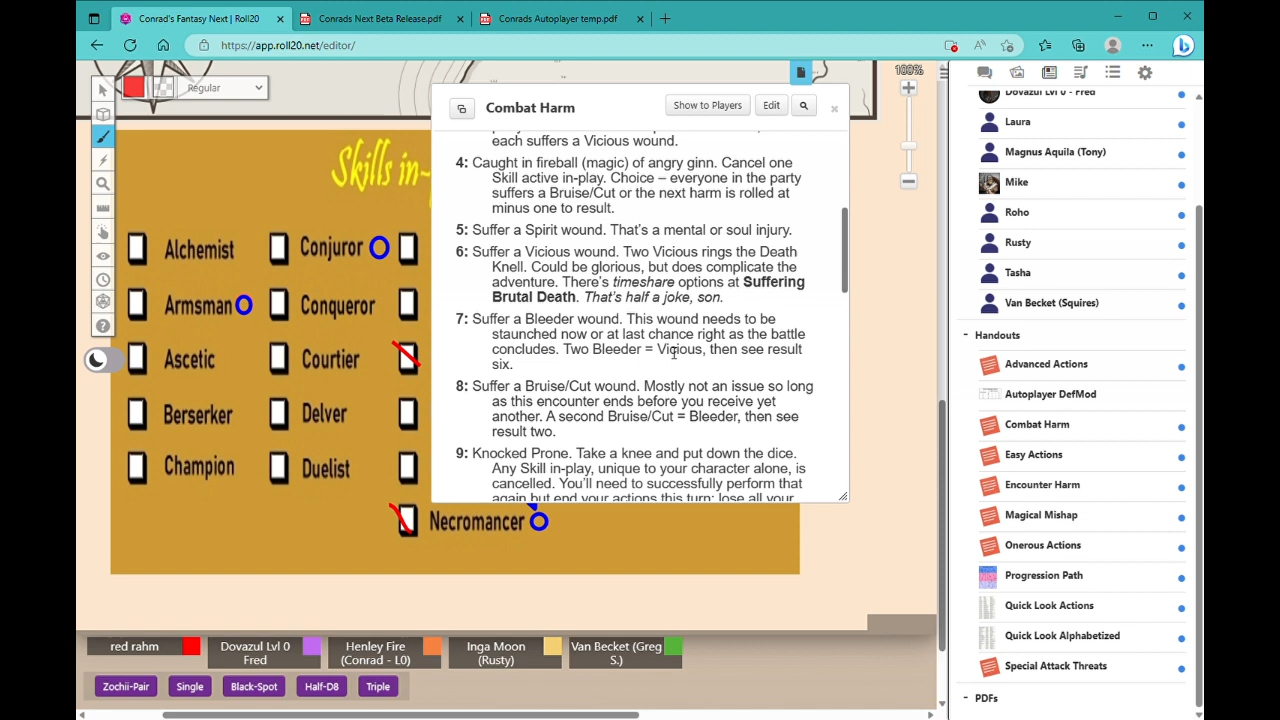 Conrad's Fantasy Next | Roll20
Conrads Next Beta Release.pdf
Conrads Autoplayer temp.pdf
https://app.roll20.net/editor/
Regular
100%
Combat Harm
Show to Players
Edit
each suffers a Vicious wound.
4: Caught in fireball (magic) of angry ginn. Cancel one
Skill active in-play. Choice – everyone in the party
suffers a Bruise/Cut or the next harm is rolled at
minus one to result.
5: Suffer a Spirit wound. That's a mental or soul injury.
6: Suffer a Vicious wound. Two Vicious rings the Death
Knell. Could be glorious, but does complicate the
adventure. There's timeshare options at Suffering
Brutal Death. That's half a joke, son.
7: Suffer a Bleeder wound. This wound needs to be
staunched now or at last chance right as the battle
concludes. Two Bleeder = Vicious, then see result
six.
8: Suffer a Bruise/Cut wound. Mostly not an issue so long
as this encounter ends before you receive yet
another. A second Bruise/Cut = Bleeder, then see
result two.
9: Knocked Prone. Take a knee and put down the dice.
Any Skill in-play, unique to your character alone, is
cancelled. You'll need to successfully perform that
again but end your actions this turn; lose all your
Skills in-
Alchemist
Conjuror
Armsman
Conqueror
Ascetic
Courtier
Berserker
Delver
Champion
Duelist
Necromancer
red rahm
Dovazul Lvl 0
Fred
Henley Fire
(Conrad - L0)
Inga Moon
(Rusty)
Van Becket (Greg
S.)
Zochii-Pair
Single
Black-Spot
Half-D8
Triple
Dovazul Lvl 0 - Fred
Laura
Magnus Aquila (Tony)
Mike
Roho
Rusty
Tasha
Van Becket (Squires)
Handouts
Advanced Actions
Autoplayer DefMod
Combat Harm
Easy Actions
Encounter Harm
Magical Mishap
Onerous Actions
Progression Path
Quick Look Actions
Quick Look Alphabetized
Special Attack Threats
PDFs